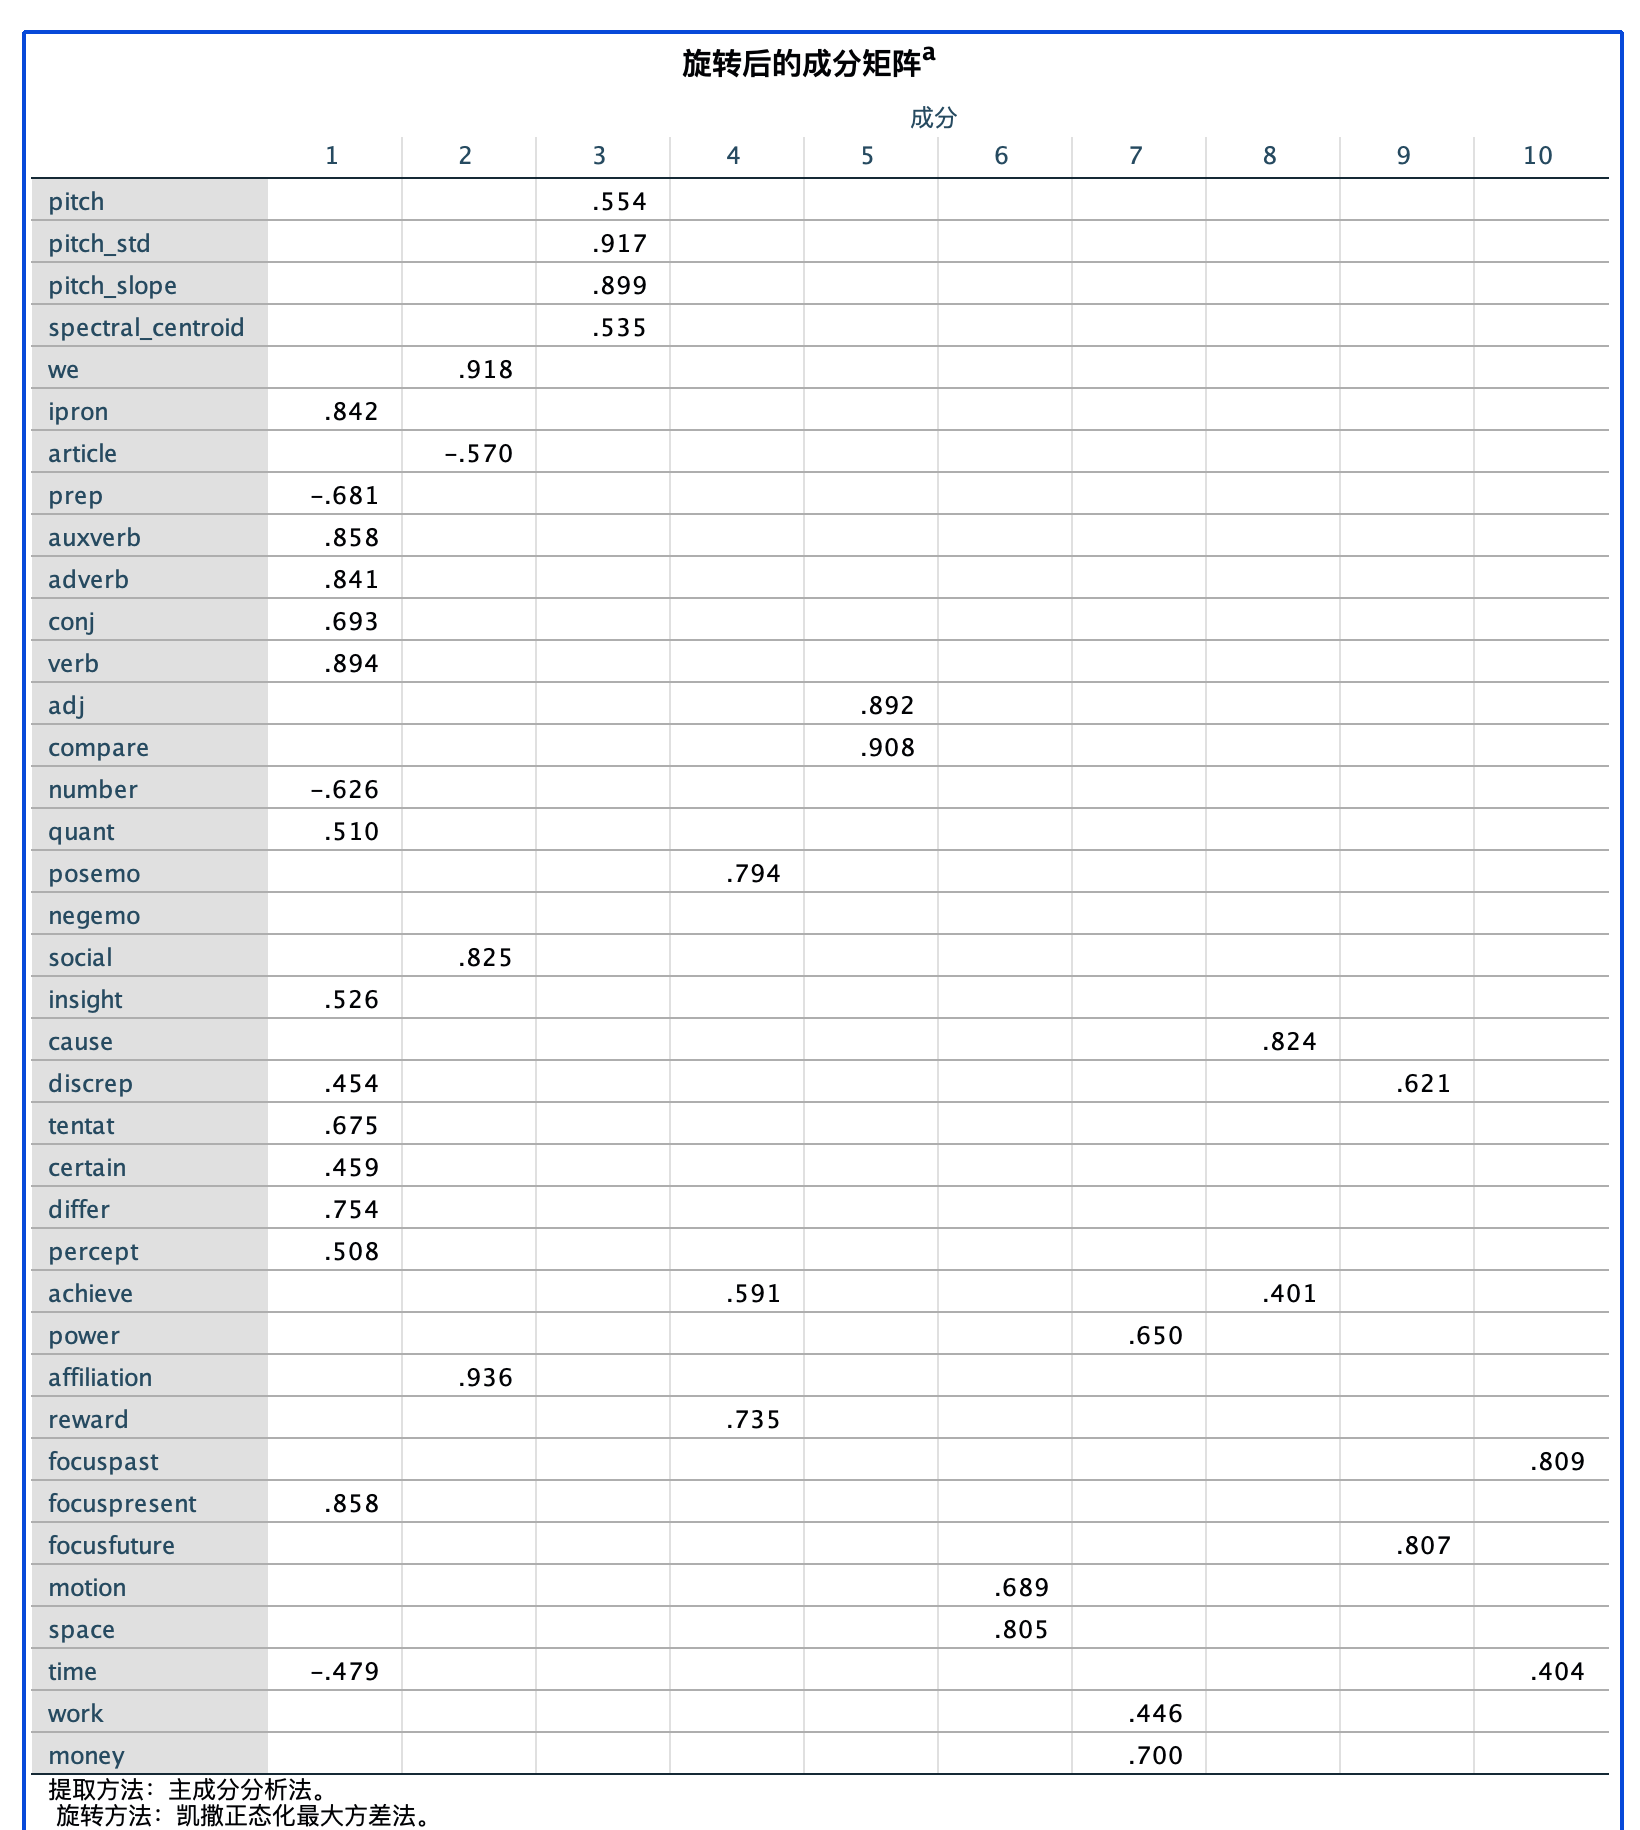 旋转后的成分矩阵a
成分
1 2 3 4 5 6 7 8 9 10
pitch .554
pitch_std .917
pitch_slope .899
spectral_centroid .535
we .918
ipron .842
article -.570
prep -.681
auxverb .858
adverb .841
conj .693
verb .894
adj .892
compare .908
number -.626
quant .510
posemo .794
negemo
social .825
insight .526
cause .824
discrep .454 .621
tentat .675
certain .459
differ .754
percept .508
achieve .591 .401
power .650
affiliation .936
reward .735
focuspast .809
focuspresent .858
focusfuture .807
motion .689
space .805
time -.479 .404
work .446
money .700
提取方法：主成分分析法。
旋转方法：凯撒正态化最大方差法。